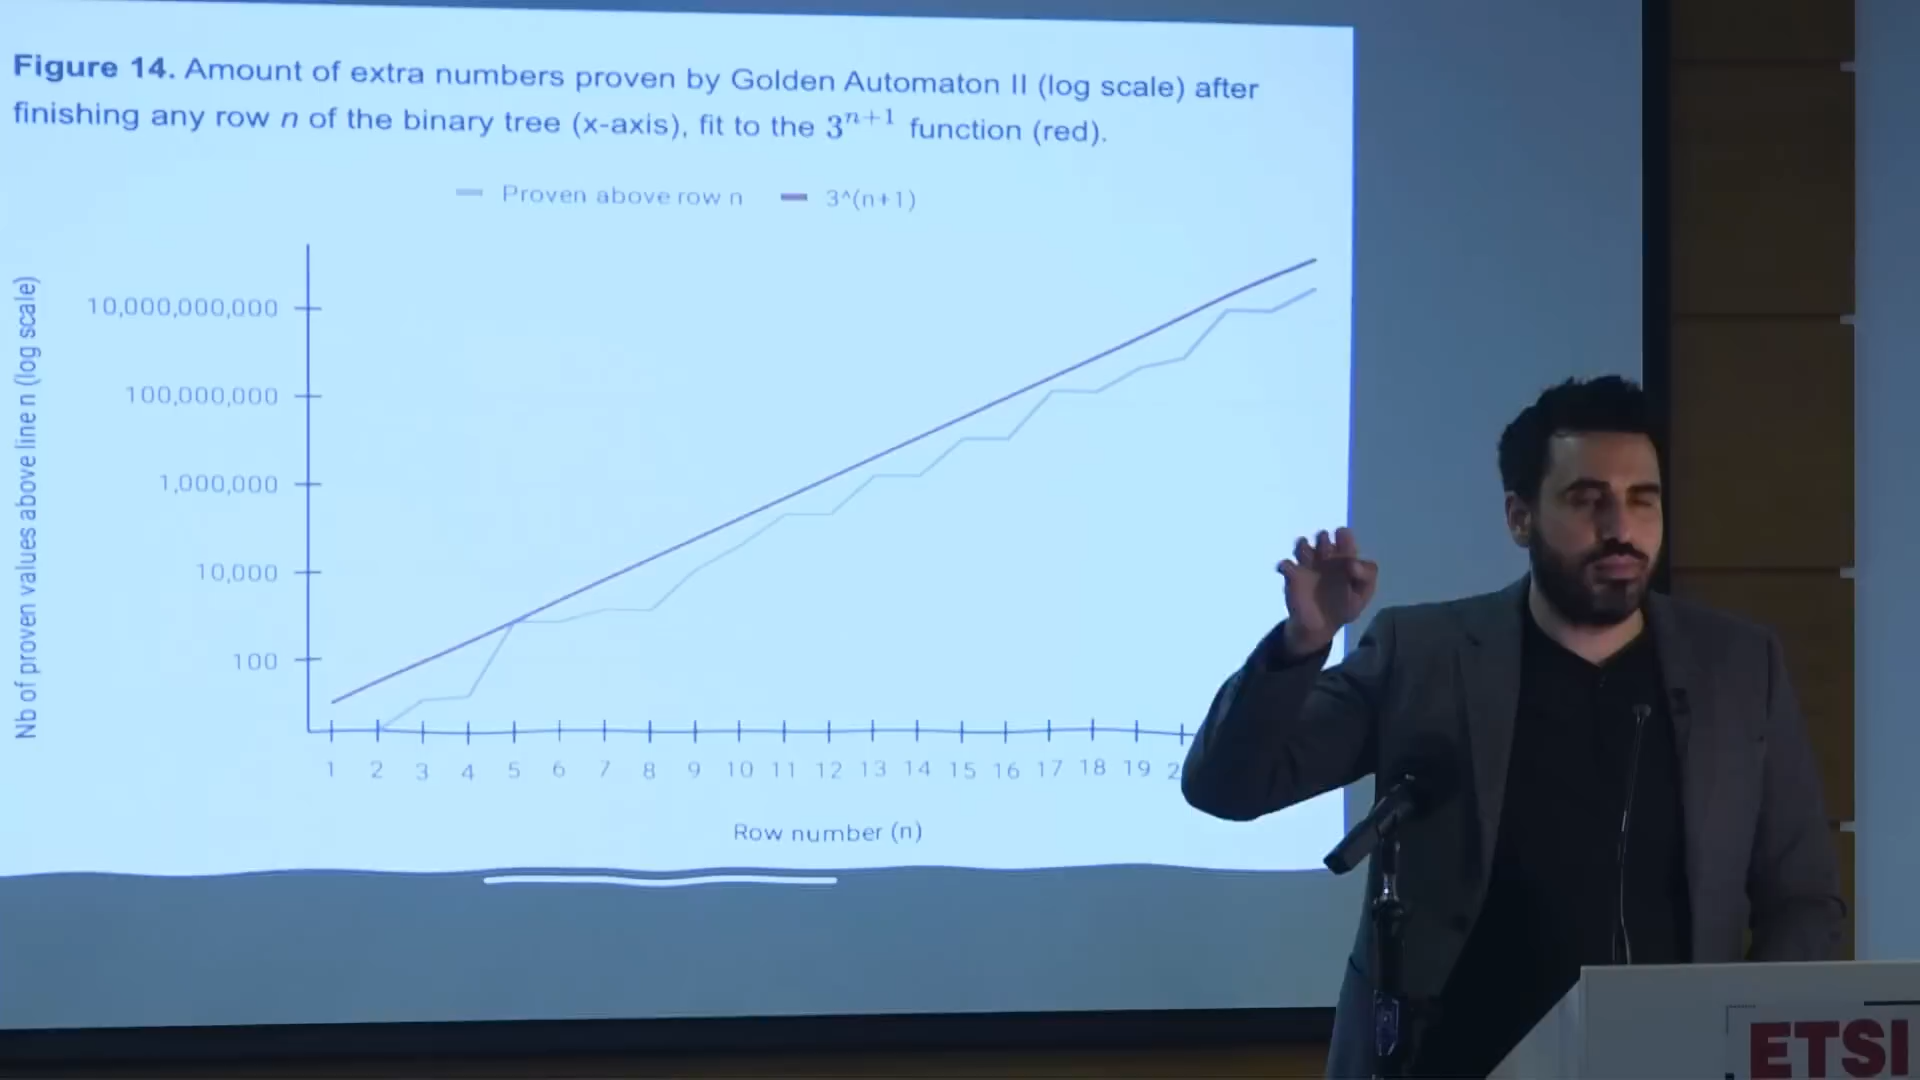 Figure 14. Amount of extra numbers proven by Golden Automaton II (log scale) after
finishing any row n of the binary tree (x-axis), fit to the 3^{n+1} function (red).
Proven above row n 3^(n+1)
Nb of proven values above line n (log scale)
10,000,000,000
100,000,000
1,000,000
10,000
100
1 2 3 4 5 6 7 8 9 10 11 12 13 14 15 16 17 18 19
Row number (n)
ETSI